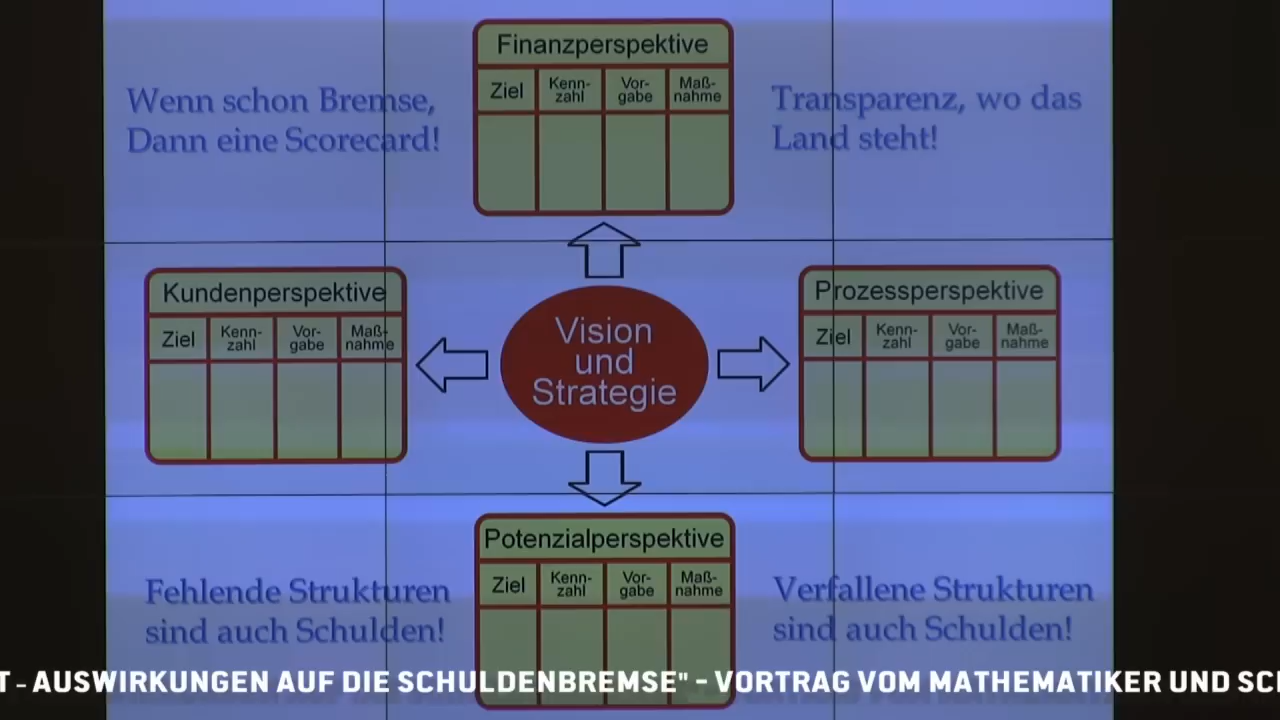 Finanzperspektive
Ziel
Kenn-
zahl
Vor-
gabe
Maß-
nahme
Wenn schon Bremse,
Dann eine Scorecard!
Transparenz, wo das
Land steht!
Kundenperspektive
Ziel
Kenn-
zahl
Vor-
gabe
Maß-
nahme
Vision
und
Strategie
Prozessperspektive
Ziel
Kenn-
zahl
Vor-
gabe
Maß-
nahme
Potenzialperspektive
Ziel
Kenn-
zahl
Vor-
gabe
Maß-
nahme
Fehlende Strukturen
sind auch Schulden!
Verfallene Strukturen
sind auch Schulden!
T - AUSWIRKUNGEN AUF DIE SCHULDENBREMSE" - VORTRAG VOM MATHEMATIKER UND SC